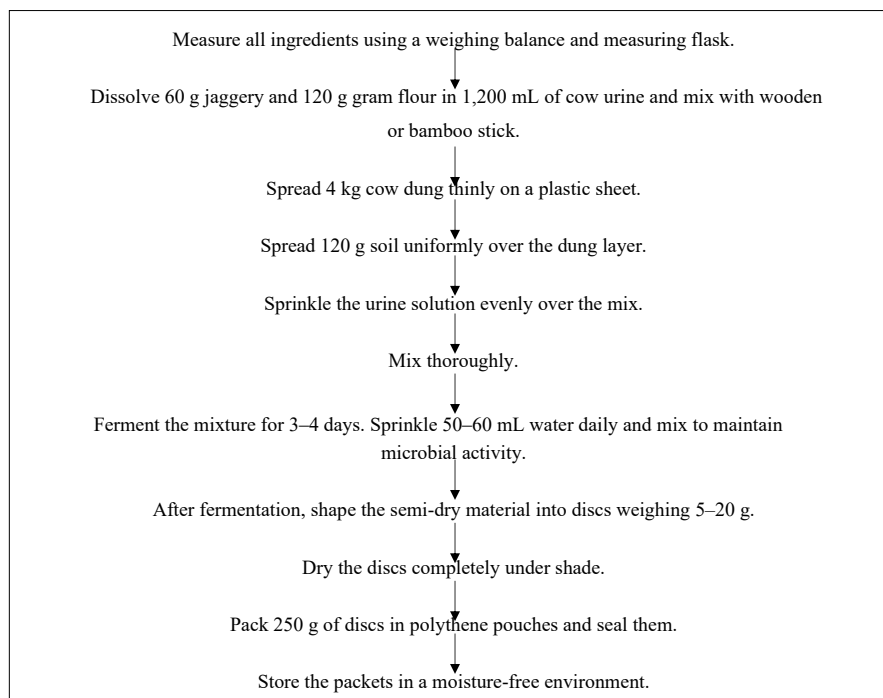 Measure all ingredients using a weighing balance and measuring flask.
Dissolve 60 g jaggery and 120 g gram flour in 1,200 mL of cow urine and mix with wooden
or bamboo stick.
Spread 4 kg cow dung thinly on a plastic sheet.
Spread 120 g soil uniformly over the dung layer.
Sprinkle the urine solution evenly over the mix.
Mix thoroughly.
Ferment the mixture for 3–4 days. Sprinkle 50–60 mL water daily and mix to maintain
microbial activity.
After fermentation, shape the semi-dry material into discs weighing 5–20 g.
Dry the discs completely under shade.
Pack 250 g of discs in polythene pouches and seal them.
Store the packets in a moisture-free environment.